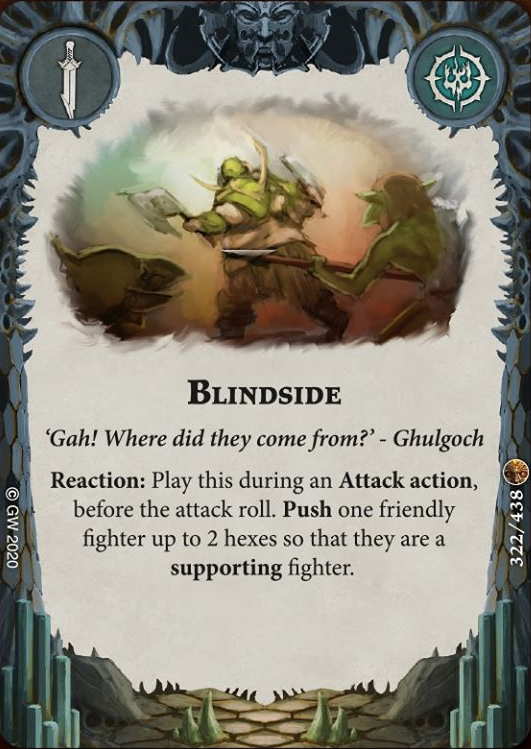 BLINDSIDE
‘Gah! Where did they come from?’ - Ghulgoch
Reaction: Play this during an Attack action,
before the attack roll. Push one friendly
fighter up to 2 hexes so that they are a
supporting fighter.
© GW 2020
322/438